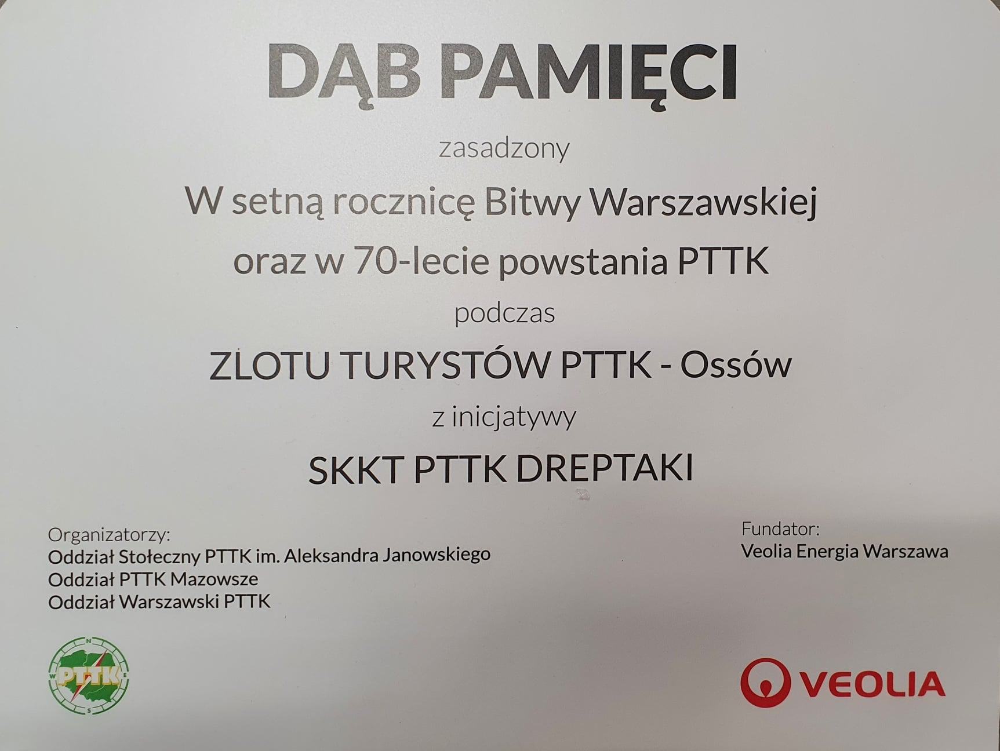 DĄB PAMIĘCI
zasadzony
W setną rocznicę Bitwy Warszawskiej
oraz w 70-lecie powstania PTTK
podczas
ZLOTU TURYSTÓW PTTK - Ossów
z inicjatywy
SKKT PTTK DREPTAKI
Organizatorzy:
Oddział Stołeczny PTTK im. Aleksandra Janowskiego
Oddział PTTK Mazowsze
Oddział Warszawski PTTK
Fundator:
Veolia Energia Warszawa
N
W PTTK E
S
VEOLIA